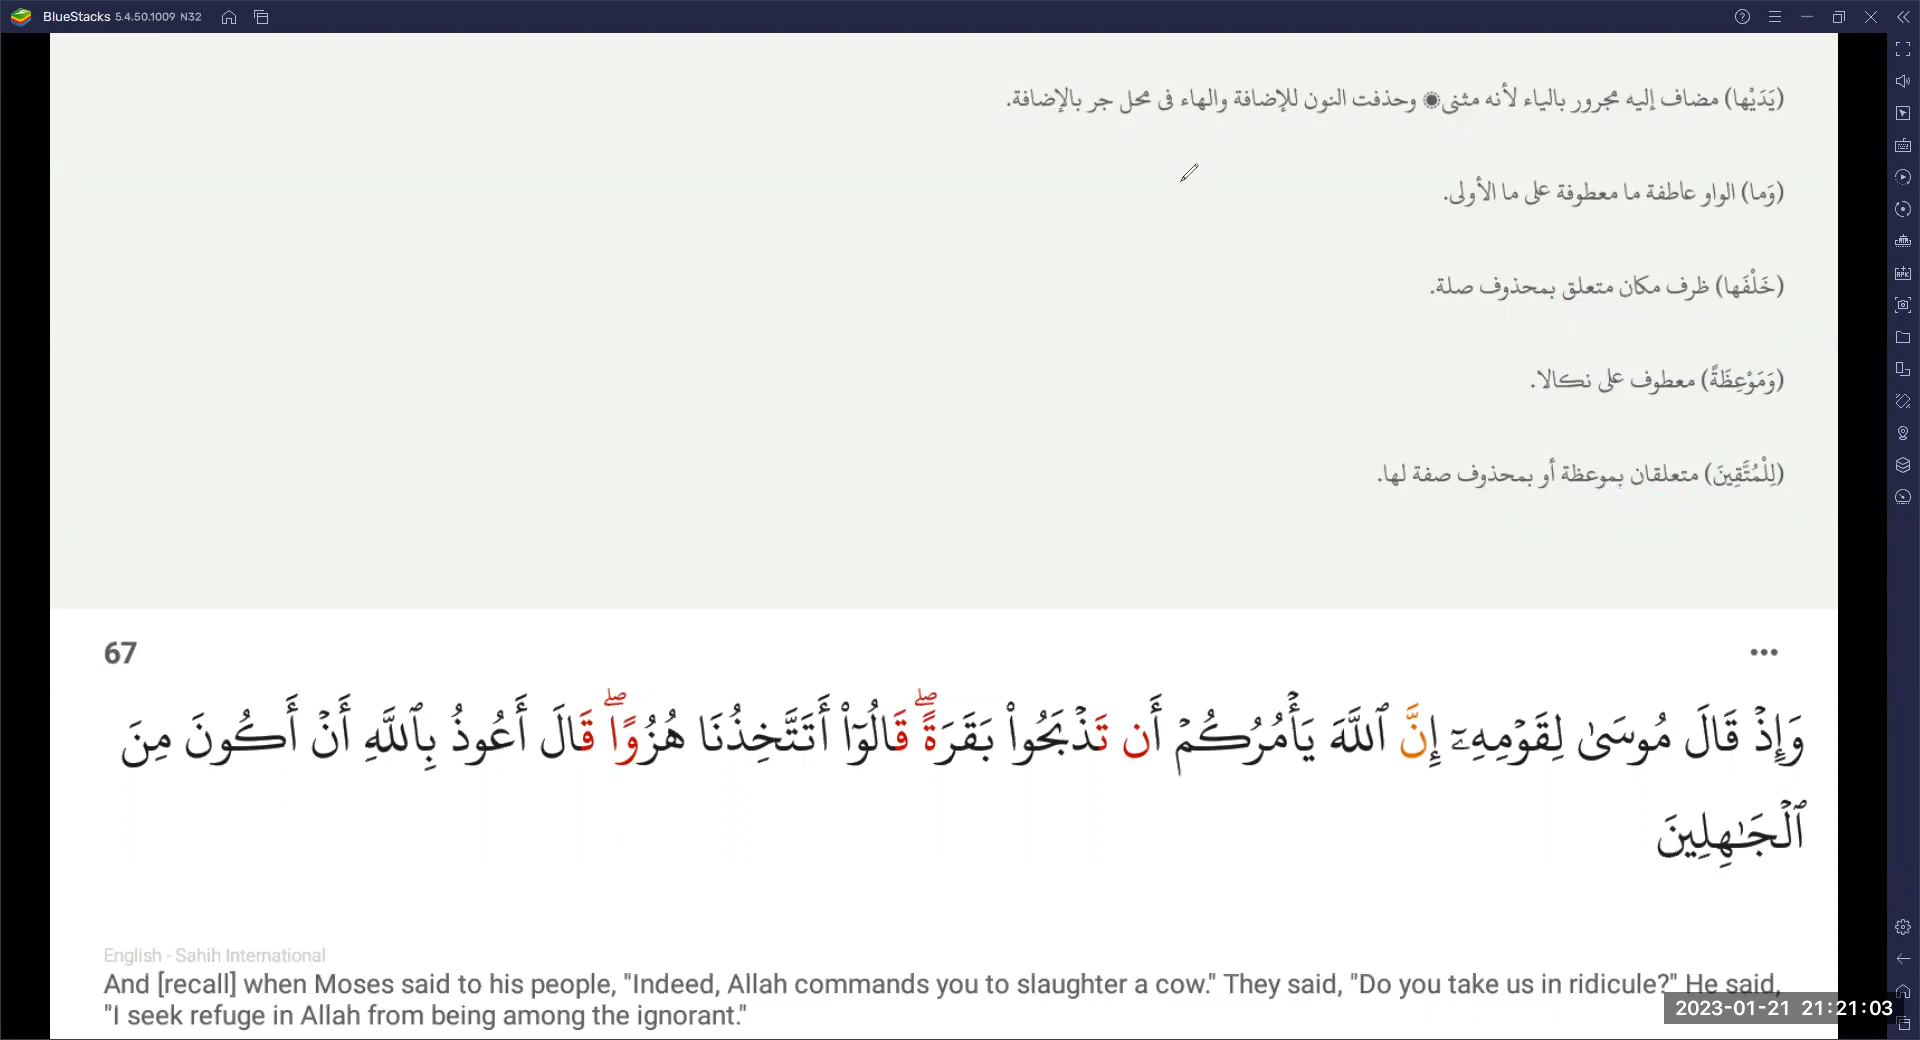 BlueStacks 5.4.50.1009 N32
(يَدَيْها) مضاف إليه مجرور بالياء لأنه مثنى وحذفت النون للإضافة والهاء في محل جر بالإضافة.
(وَما) الواو عاطفة ما معطوفة على ما الأولى.
(خَلْفَها) ظرف مكان متعلق بمحذوف صلة.
(وَمَوْعِظَةً) معطوف على نكالا.
(لِلْمُتَّقِينَ) متعلقان بموعظة أو بمحذوف صفة لها.
67
وَإِذۡ قَالَ مُوسَىٰ لِقَوۡمِهِۦٓ إِنَّ ٱللَّهَ يَأۡمُرُكُمۡ أَن تَذۡبَحُواْ بَقَرَةٗۖ قَالُوٓاْ أَتَتَّخِذُنَا هُزُوٗاۖ قَالَ أَعُوذُ بِٱللَّهِ أَنۡ أَكُونَ مِنَ
ٱلۡجَٰهِلِينَ
English - Sahih International
And [recall] when Moses said to his people, "Indeed, Allah commands you to slaughter a cow." They said, "Do you take us in ridicule?" He said,
"I seek refuge in Allah from being among the ignorant."
2023-01-21 21:21:03